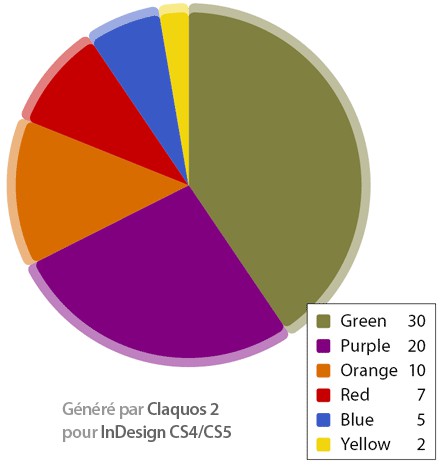 Green 30
Purple 20
Orange 10
Red 7
Blue 5
Yellow 2
Généré par Claquos 2
pour InDesign CS4/CS5